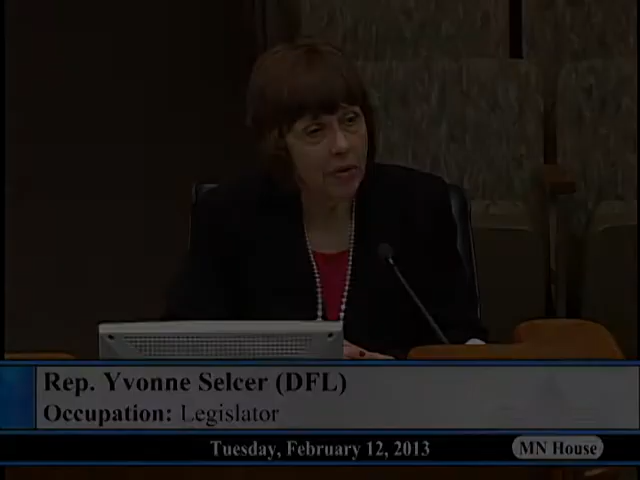 Rep. Yvonne Selcer (DFL)
Occupation: Legislator
Tuesday, February 12, 2013
MN House